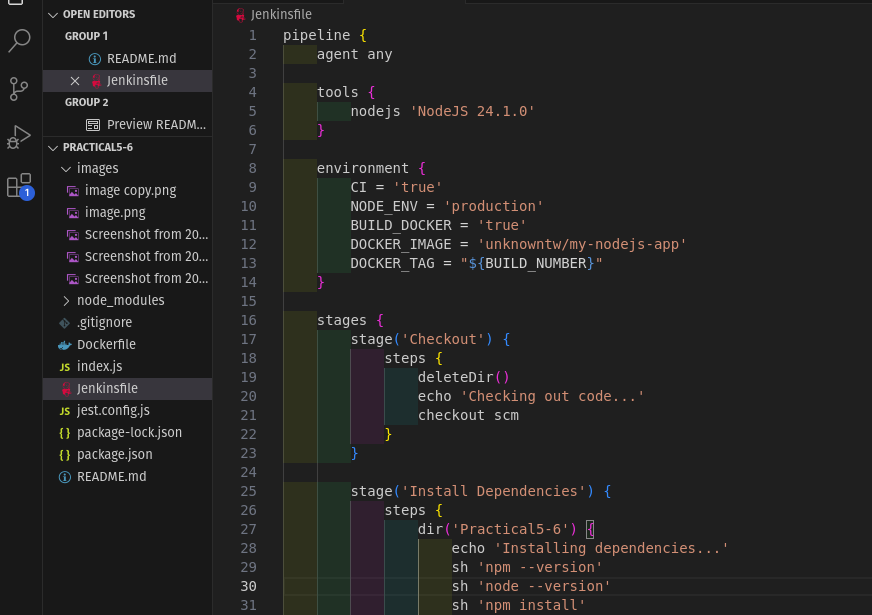 OPEN EDITORS
GROUP 1
README.md
Jenkinsfile
GROUP 2
Preview READM...
PRACTICAL5-6
images
image copy.png
image.png
Screenshot from 20...
Screenshot from 20...
Screenshot from 20...
node_modules
.gitignore
Dockerfile
JS index.js
Jenkinsfile
JS jest.config.js
{} package-lock.json
{} package.json
README.md
1
Jenkinsfile
1 pipeline {
2 agent any
3
4 tools {
5 nodejs 'NodeJS 24.1.0'
6 }
7
8 environment {
9 CI = 'true'
10 NODE_ENV = 'production'
11 BUILD_DOCKER = 'true'
12 DOCKER_IMAGE = 'unknowntw/my-nodejs-app'
13 DOCKER_TAG = "${BUILD_NUMBER}"
14 }
15
16 stages {
17 stage('Checkout') {
18 steps {
19 deleteDir()
20 echo 'Checking out code...'
21 checkout scm
22 }
23 }
24
25 stage('Install Dependencies') {
26 steps {
27 dir('Practical5-6') {
28 echo 'Installing dependencies...'
29 sh 'npm --version'
30 sh 'node --version'
31 sh 'npm install'